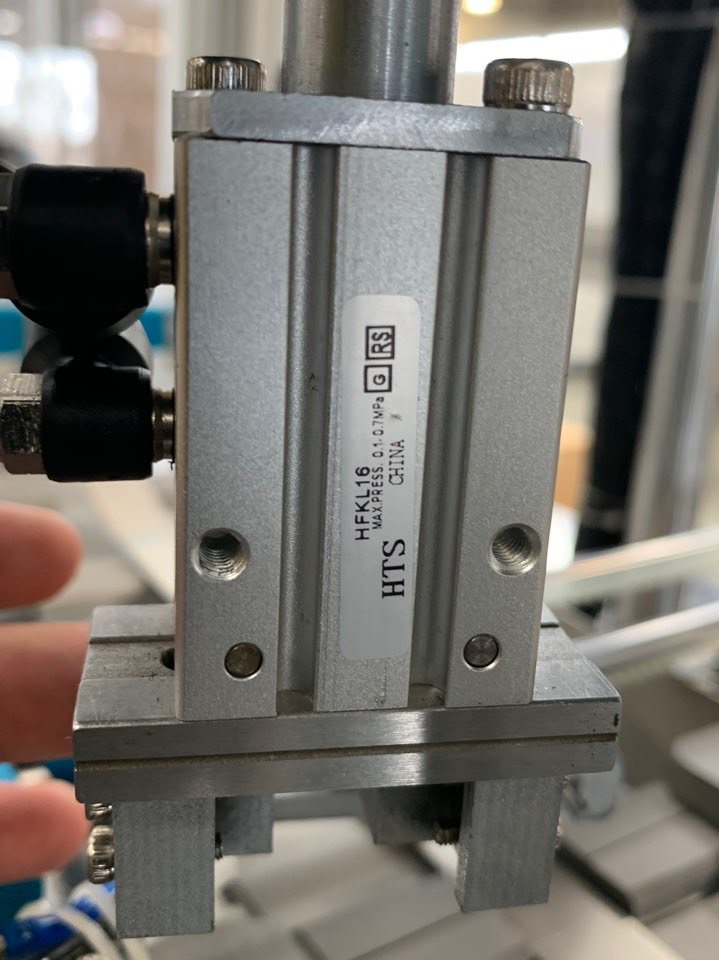 HFKL16
MAX.PRESS. 0.1-0.7MPa G RS
HTS CHINA